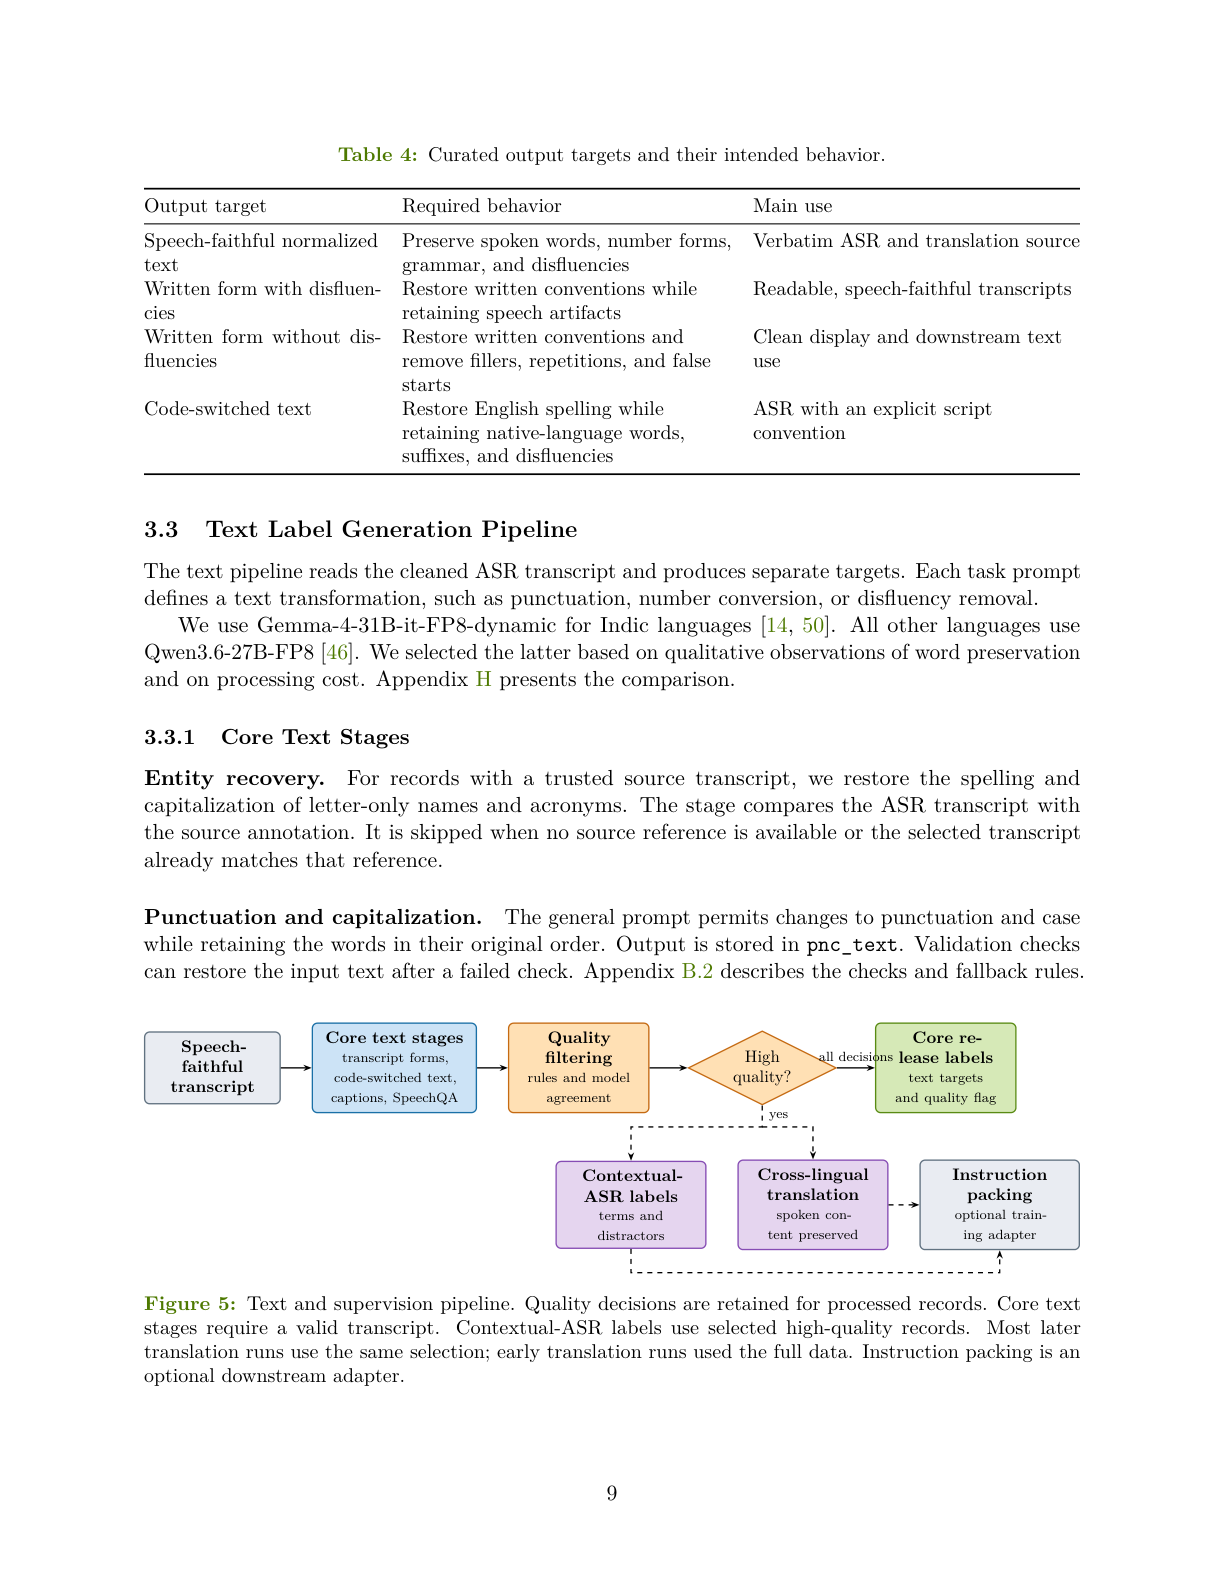 Table 4: Curated output targets and their intended behavior.
Output target Required behavior Main use
Speech-faithful normalized Preserve spoken words, number forms, Verbatim ASR and translation source
text grammar, and disfluencies
Written form with disfluen- Restore written conventions while Readable, speech-faithful transcripts
cies retaining speech artifacts
Written form without dis- Restore written conventions and Clean display and downstream text
fluencies remove fillers, repetitions, and false use
starts
Code-switched text Restore English spelling while ASR with an explicit script
retaining native-language words, convention
suffixes, and disfluencies
3.3 Text Label Generation Pipeline
The text pipeline reads the cleaned ASR transcript and produces separate targets. Each task prompt
defines a text transformation, such as punctuation, number conversion, or disfluency removal.
We use Gemma-4-31B-it-FP8-dynamic for Indic languages [14, 50]. All other languages use
Qwen3.6-27B-FP8 [46]. We selected the latter based on qualitative observations of word preservation
and on processing cost. Appendix H presents the comparison.
3.3.1 Core Text Stages
Entity recovery. For records with a trusted source transcript, we restore the spelling and
capitalization of letter-only names and acronyms. The stage compares the ASR transcript with
the source annotation. It is skipped when no source reference is available or the selected transcript
already matches that reference.
Punctuation and capitalization. The general prompt permits changes to punctuation and case
while retaining the words in their original order. Output is stored in pnc_text. Validation checks
can restore the input text after a failed check. Appendix B.2 describes the checks and fallback rules.
Speech-
faithful
transcript
Core text stages
transcript forms,
code-switched text,
captions, SpeechQA
Quality
filtering
rules and model
agreement
High
quality?
all decisions
yes
Core re-
lease labels
text targets
and quality flag
Contextual-
ASR labels
terms and
distractors
Cross-lingual
translation
spoken con-
tent preserved
Instruction
packing
optional train-
ing adapter
Figure 5: Text and supervision pipeline. Quality decisions are retained for processed records. Core text
stages require a valid transcript. Contextual-ASR labels use selected high-quality records. Most later
translation runs use the same selection; early translation runs used the full data. Instruction packing is an
optional downstream adapter.
9